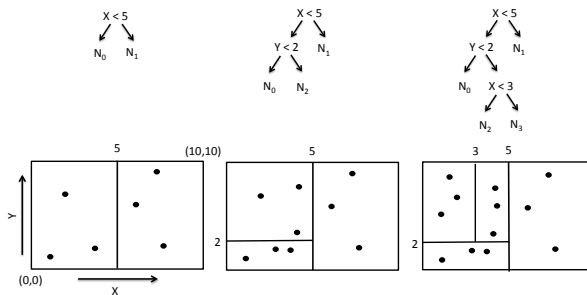 X < 5
N0 N1
X < 5
Y < 2 N1
N0 N2
X < 5
Y < 2 N1
N0 X < 3
N2 N3
5 (10,10)
Y
(0,0) X
5
2
3 5
2